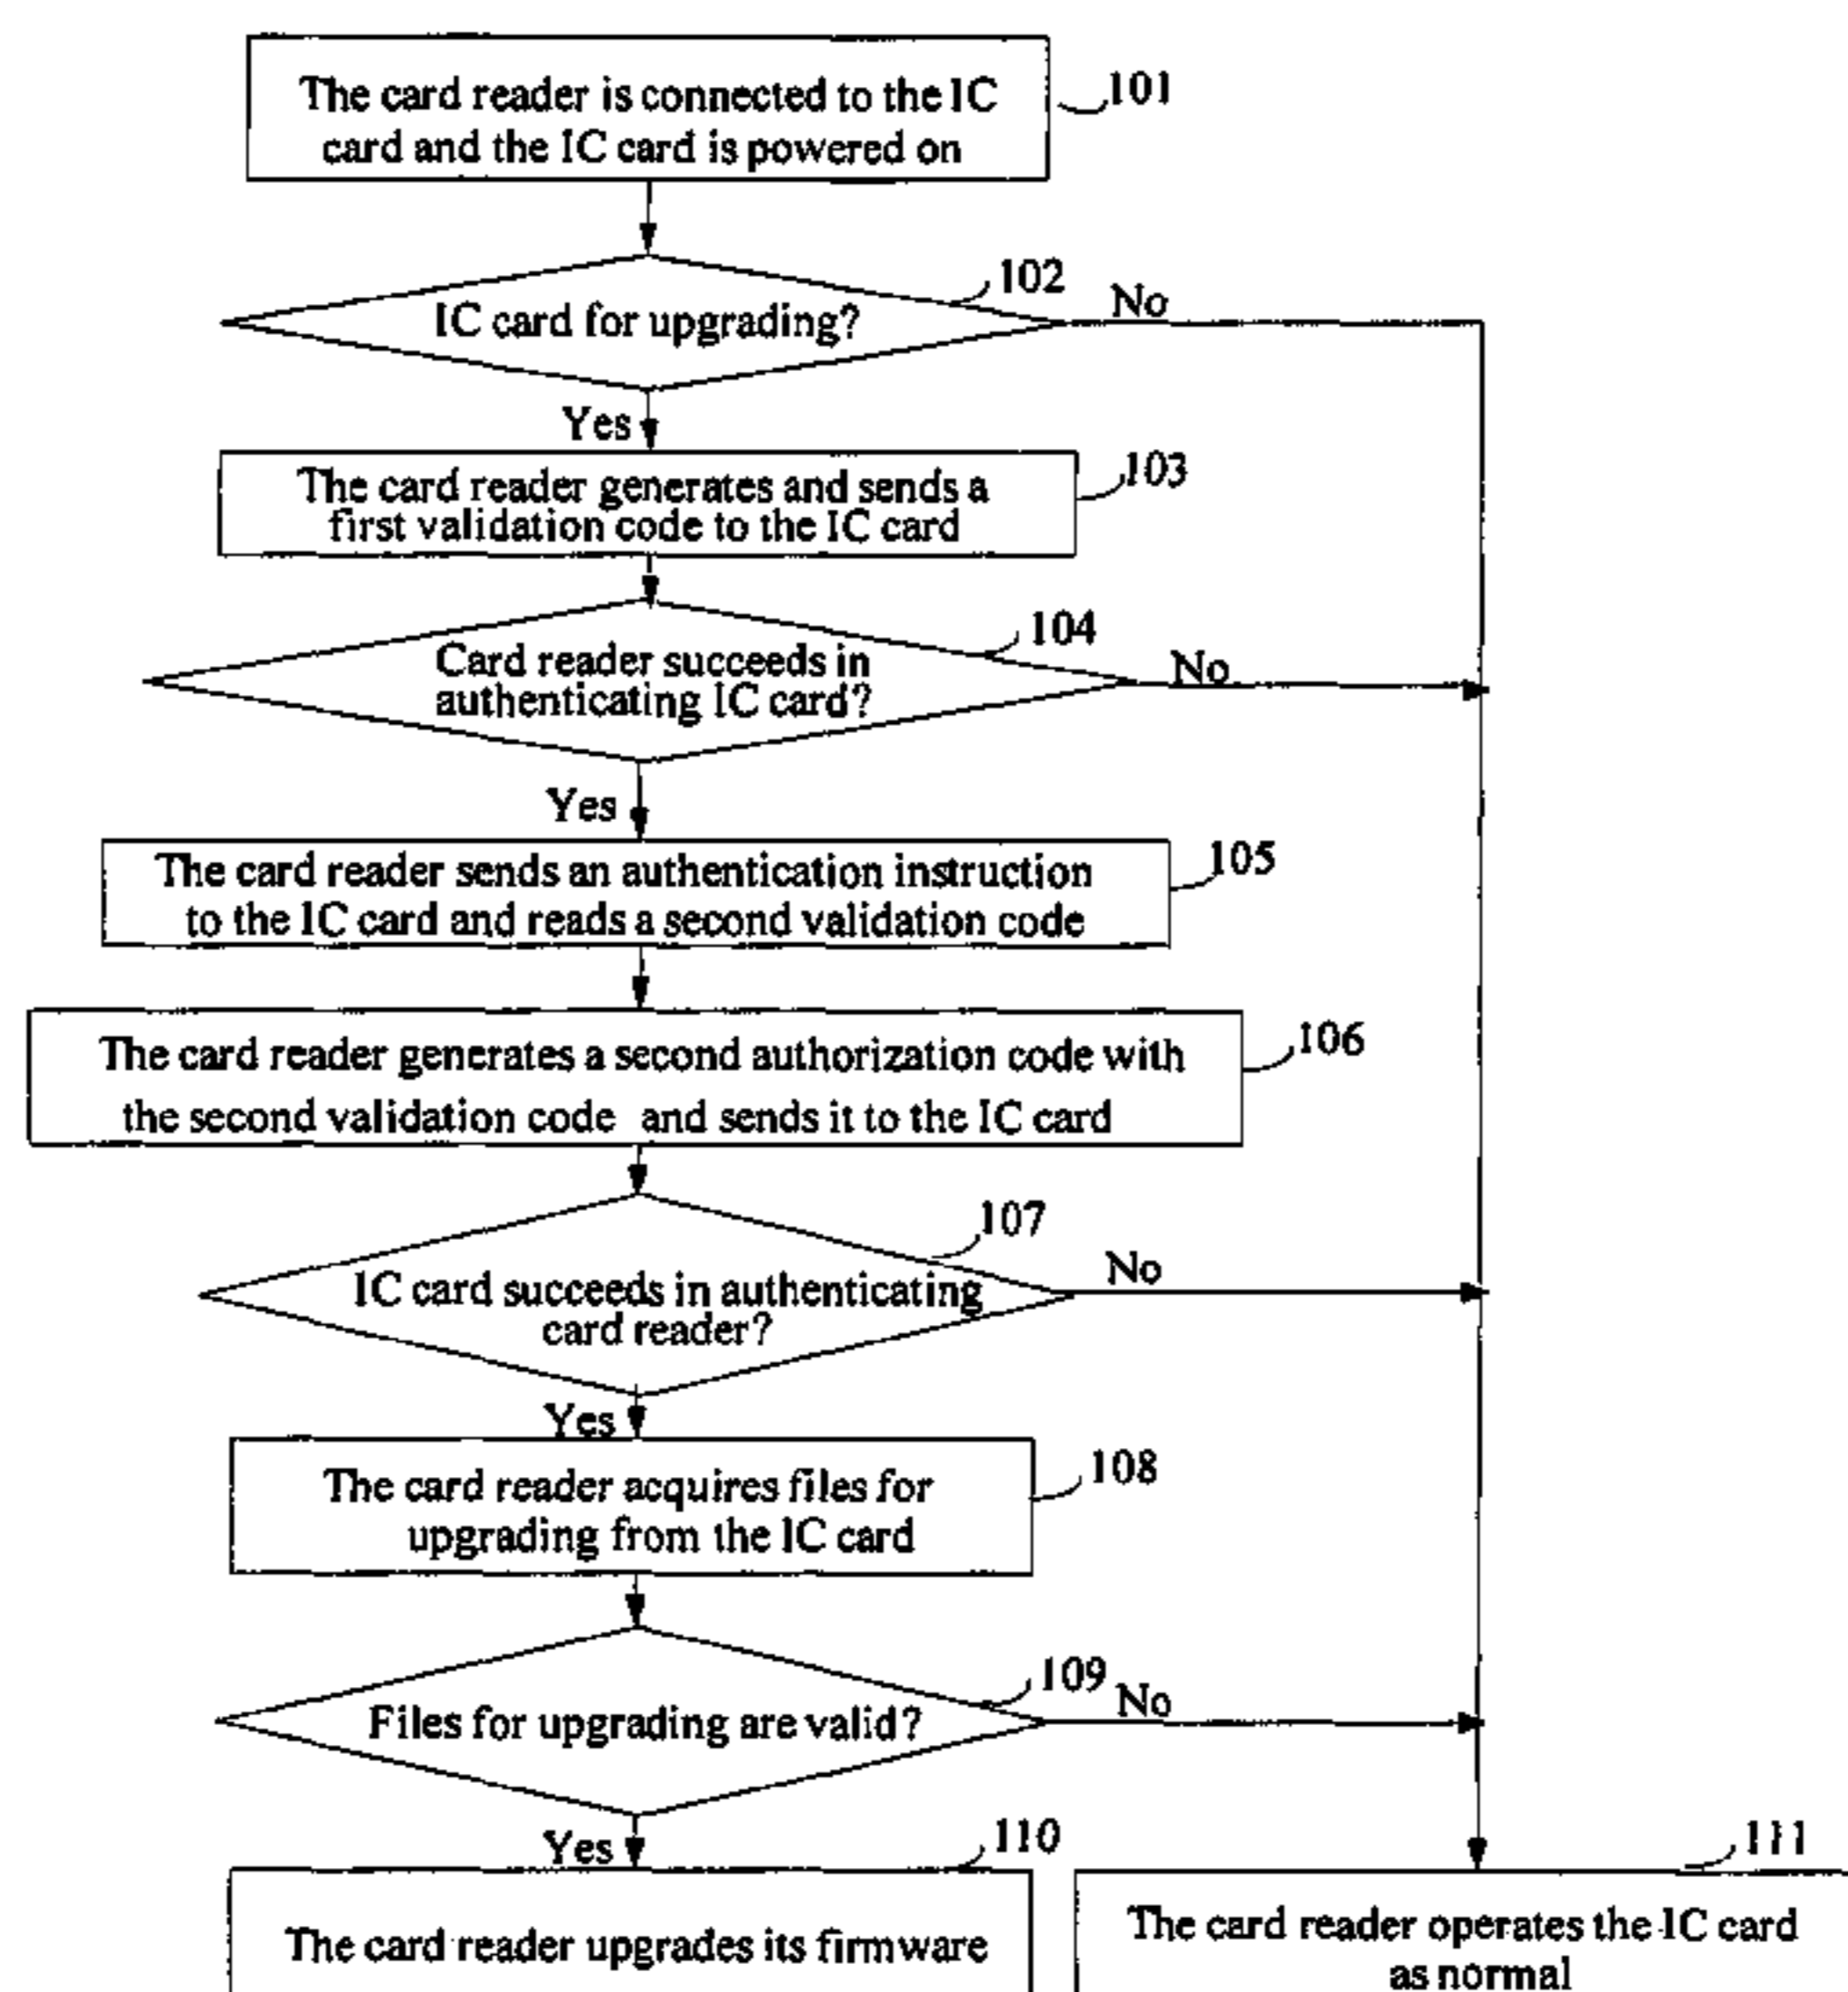 The card reader is connected to the IC
card and the IC card is powered on
101
102
IC card for upgrading?
No
Yes
The card reader generates and sends a
first validation code to the IC card
103
104
Card reader succeeds in
authenticating IC card?
No
Yes
The card reader sends an authentication instruction
to the IC card and reads a second validation code
105
The card reader generates a second authorization code with
the second validation code and sends it to the IC card
106
107
IC card succeeds in authenticating
card reader?
No
Yes
The card reader acquires files for
upgrading from the IC card
108
109
Files for upgrading are valid?
No
Yes
110
The card reader upgrades its firmware
111
The card reader operates the IC card
as normal